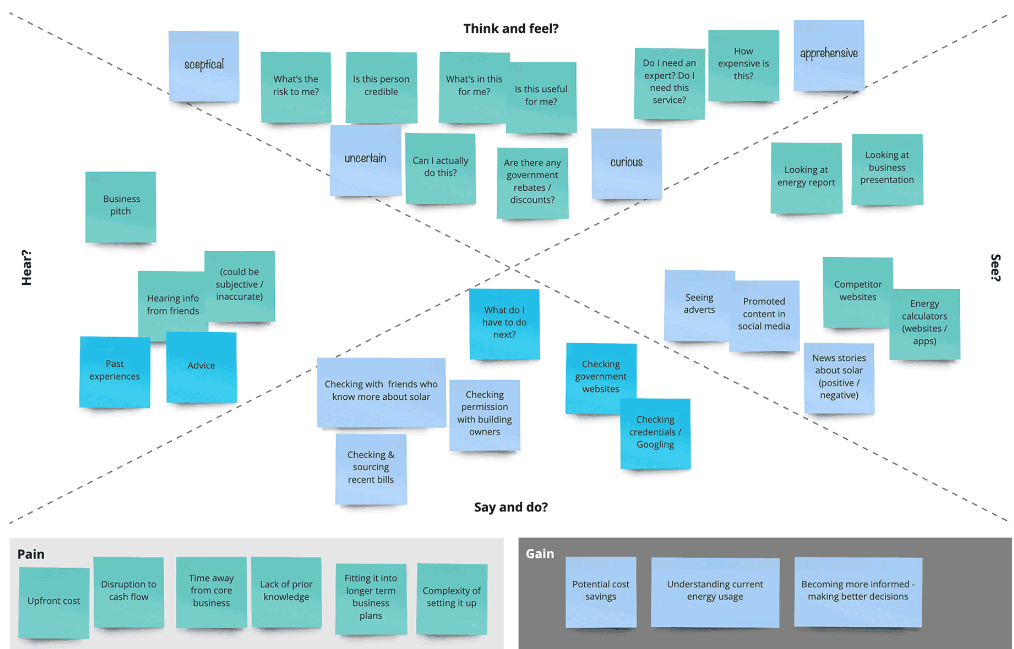 Think and feel?
sceptical
What's the
risk to me?
Is this person
credible
What's in this
for me?
Is this useful
for me?
Do I need an
expert? Do I
need this
service?
How
expensive is
this?
apprehensive
uncertain
Can I actually
do this?
Are there any
government
rebates /
discounts?
curious
Hear?
Business
pitch
Hearing info
from friends
(could be
subjective /
inaccurate)
Past
experiences
Advice
See?
Looking at
energy report
Looking at
business
presentation
Seeing
adverts
Promoted
content in
social media
Competitor
websites
Energy
calculators
(websites /
apps)
News stories
about solar
(positive /
negative)
What do I
have to do
next?
Checking with friends who
know more about solar
Checking
permission
with building
owners
Checking
government
websites
Checking
credentials /
Googling
Checking &
sourcing
recent bills
Say and do?
Pain
Upfront cost
Disruption to
cash flow
Time away
from core
business
Lack of prior
knowledge
Fitting it into
longer term
business
plans
Complexity of
setting it up
Gain
Potential cost
savings
Understanding current
energy usage
Becoming more informed -
making better decisions